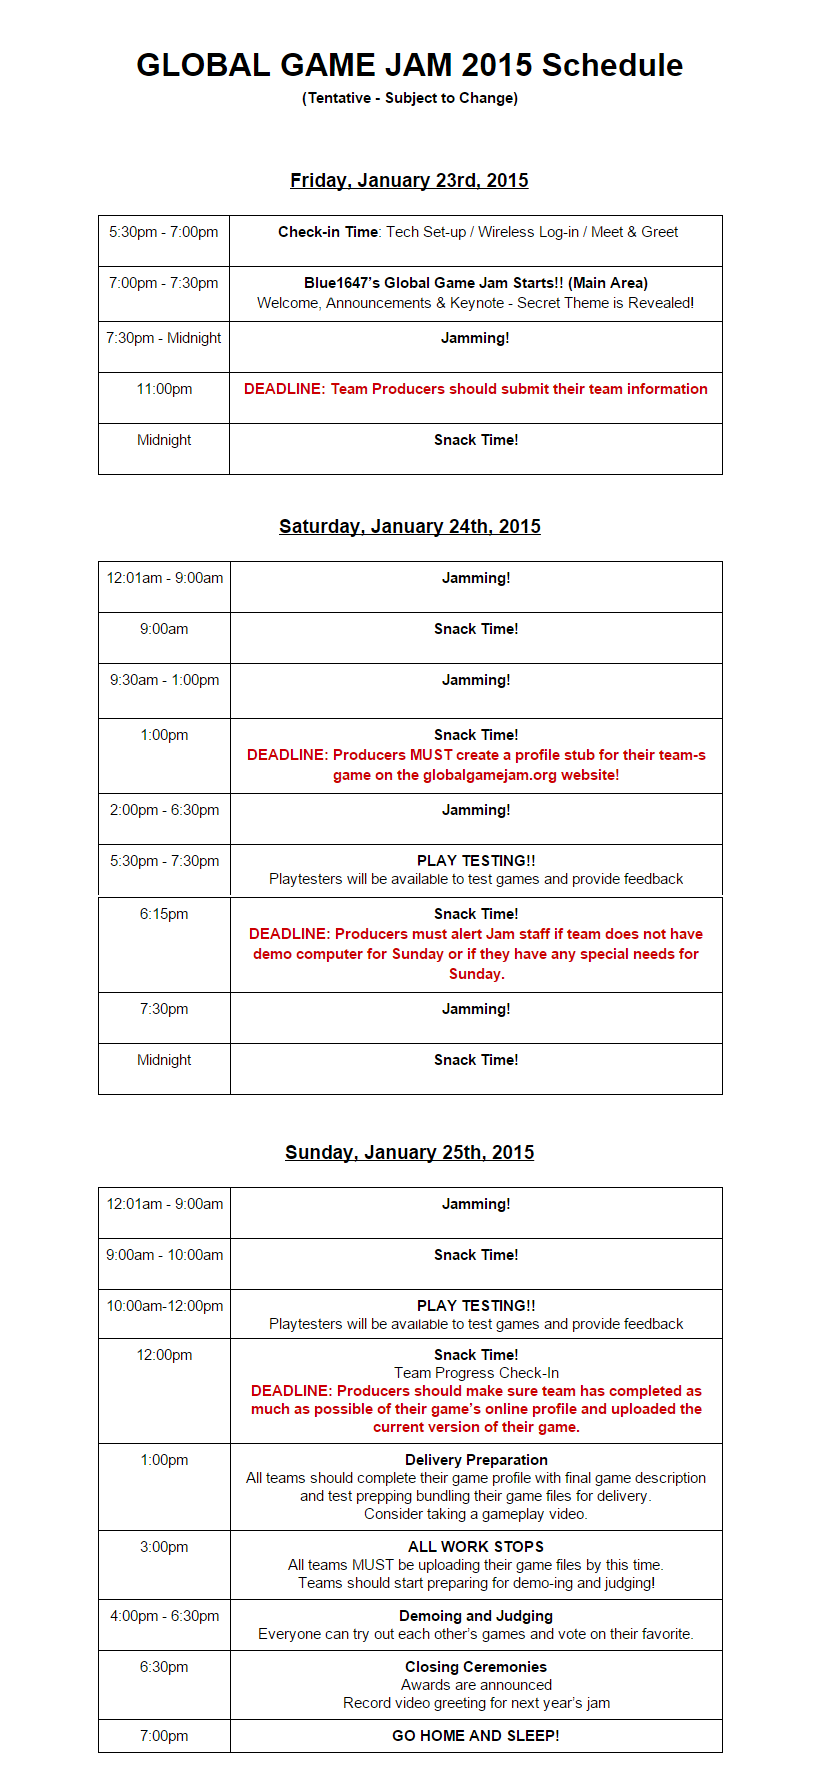 GLOBAL GAME JAM 2015 Schedule
(Tentative - Subject to Change)
Friday, January 23rd, 2015
5:30pm - 7:00pm Check-in Time: Tech Set-up / Wireless Log-in / Meet & Greet
7:00pm - 7:30pm Blue1647's Global Game Jam Starts!! (Main Area)
Welcome, Announcements & Keynote - Secret Theme is Revealed!
7:30pm - Midnight Jamming!
11:00pm DEADLINE: Team Producers should submit their team information
Midnight Snack Time!
Saturday, January 24th, 2015
12:01am - 9:00am Jamming!
9:00am Snack Time!
9:30am - 1:00pm Jamming!
1:00pm Snack Time!
DEADLINE: Producers MUST create a profile stub for their team-s
game on the globalgamejam.org website!
2:00pm - 6:30pm Jamming!
5:30pm - 7:30pm PLAY TESTING!!
Playtesters will be available to test games and provide feedback
6:15pm Snack Time!
DEADLINE: Producers must alert Jam staff if team does not have
demo computer for Sunday or if they have any special needs for
Sunday.
7:30pm Jamming!
Midnight Snack Time!
Sunday, January 25th, 2015
12:01am - 9:00am Jamming!
9:00am - 10:00am Snack Time!
10:00am-12:00pm PLAY TESTING!!
Playtesters will be available to test games and provide feedback
12:00pm Snack Time!
Team Progress Check-In
DEADLINE: Producers should make sure team has completed as
much as possible of their game's online profile and uploaded the
current version of their game.
1:00pm Delivery Preparation
All teams should complete their game profile with final game description
and test prepping bundling their game files for delivery.
Consider taking a gameplay video.
3:00pm ALL WORK STOPS
All teams MUST be uploading their game files by this time.
Teams should start preparing for demo-ing and judging!
4:00pm - 6:30pm Demoing and Judging
Everyone can try out each other's games and vote on their favorite.
6:30pm Closing Ceremonies
Awards are announced
Record video greeting for next year's jam
7:00pm GO HOME AND SLEEP!